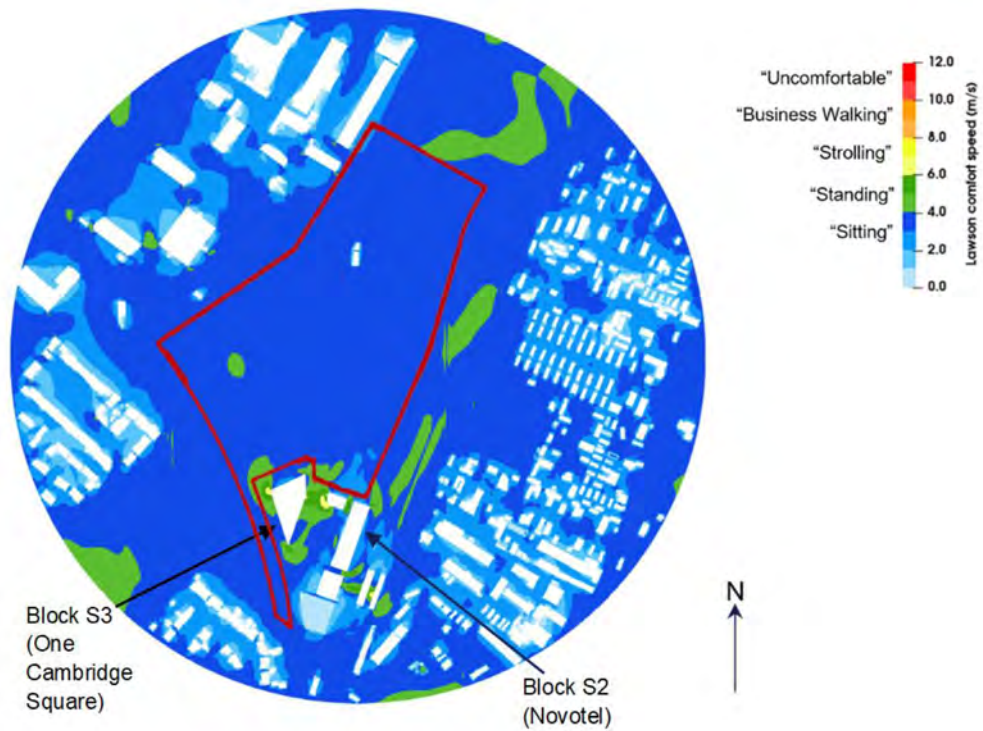 “Uncomfortable”
“Business Walking”
“Strolling”
“Standing”
“Sitting”
12.0
10.0
8.0
6.0
4.0
2.0
0.0
Lawson comfort speed (m/s)
N
Block S3
(One
Cambridge
Square)
Block S2
(Novotel)